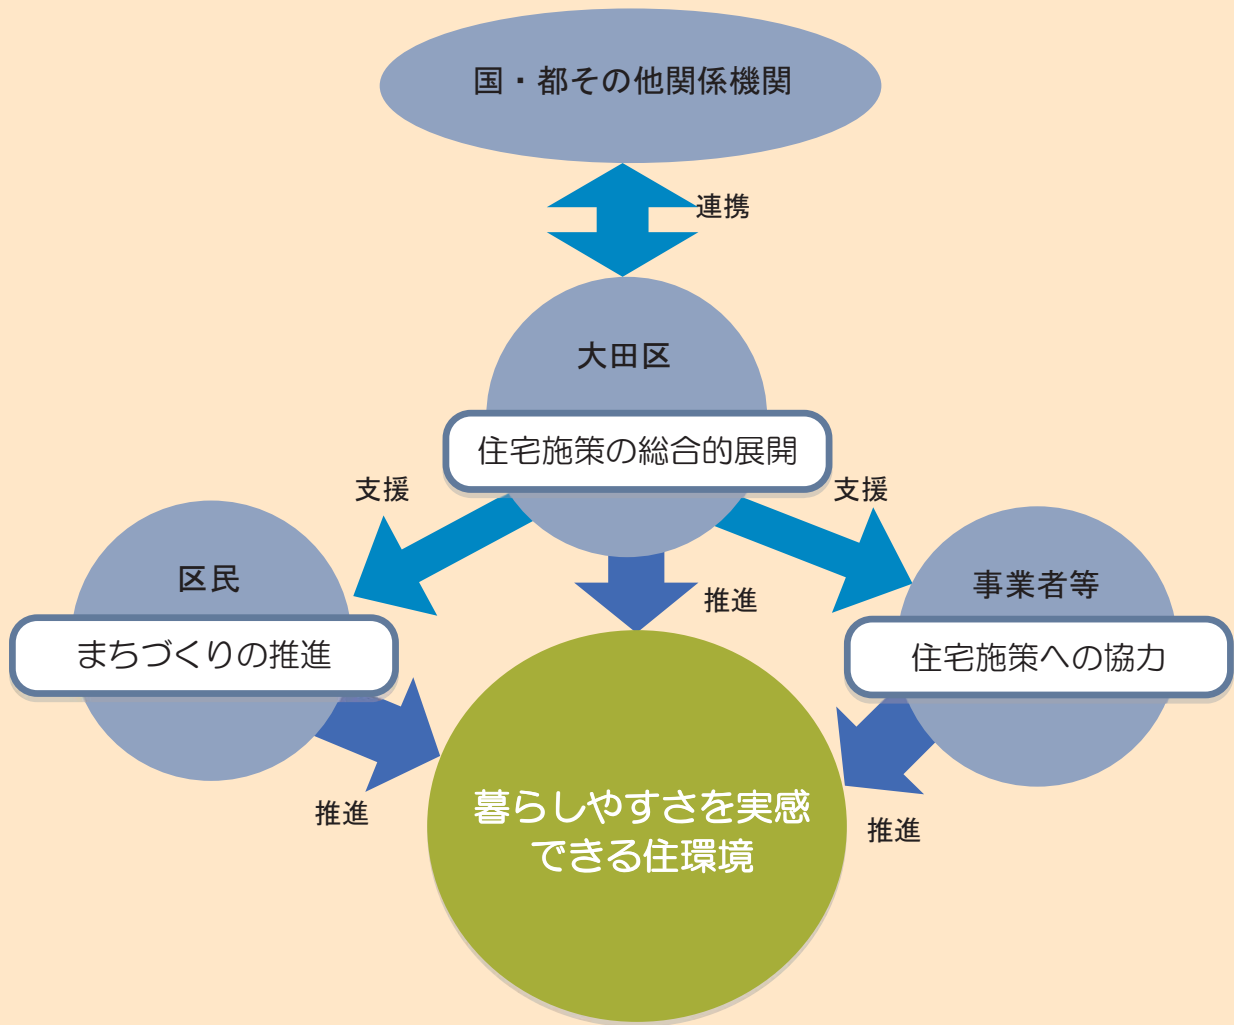 国・都その他関係機関
連携
大田区
住宅施策の総合的展開
支援
支援
区民
まちづくりの推進
事業者等
住宅施策への協力
推進
推進
推進
暮らしやすさを実感
できる住環境